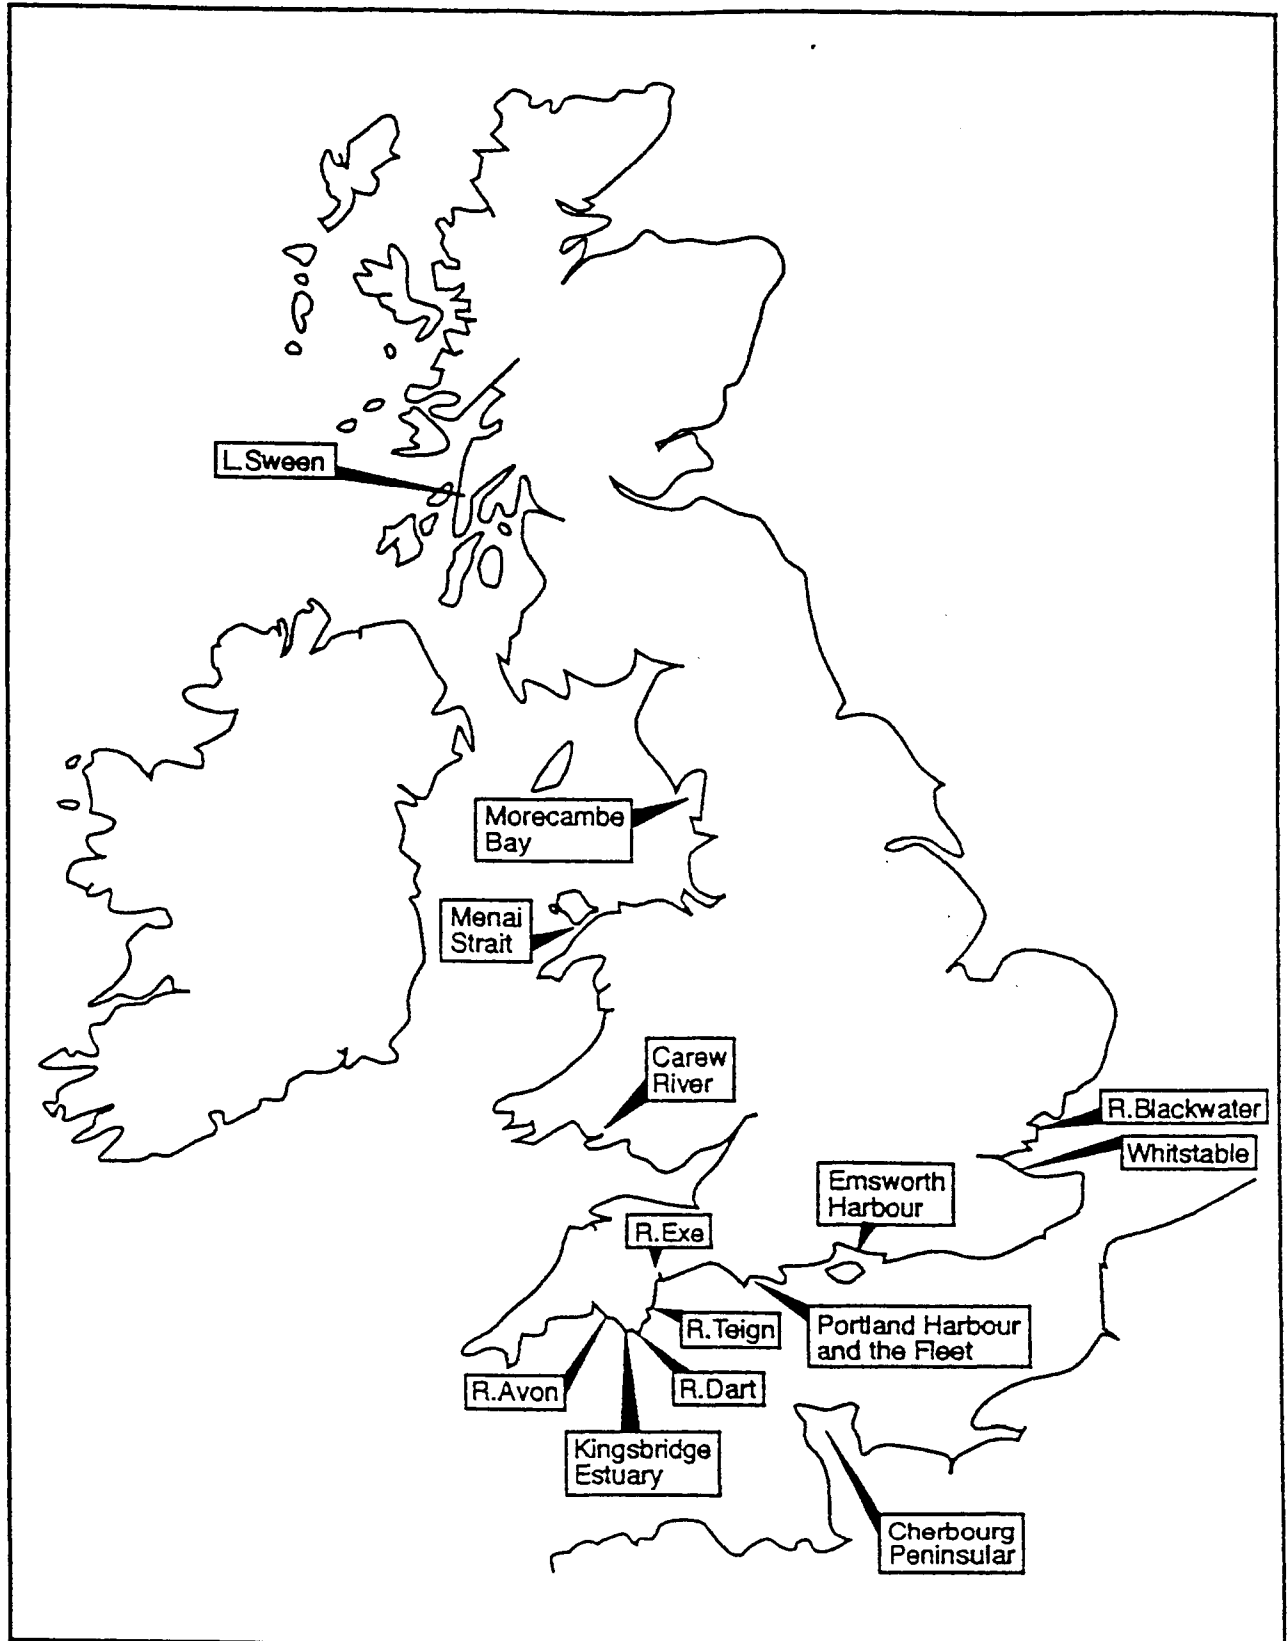 L.Sween
Morecambe
Bay
Menai
Strait
Carew
River
R.Blackwater
Whitstable
Emsworth
Harbour
R.Exe
R.Teign
Portland Harbour
and the Fleet
R.Avon
R.Dart
Kingsbridge
Estuary
Cherbourg
Peninsular